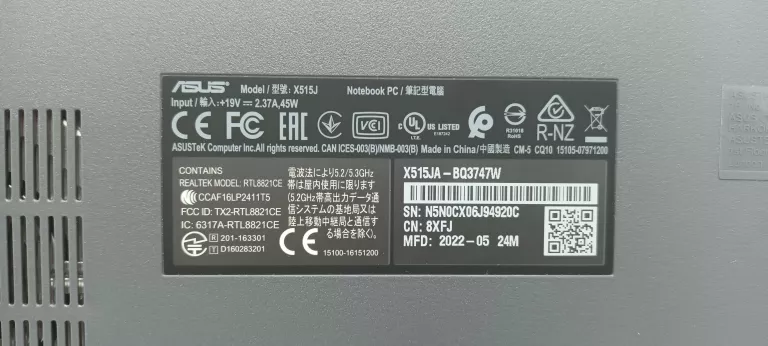 ASUS Model / 型號: X515J Notebook PC / 筆記型電腦
Input / 輸入: +19V ⎓ 2.37A,45W
CE FC EAC VCCI c UL US LISTED E187242 I.T.E. R31018 RoHS R-NZ
ASUSTeK Computer Inc.All rights reserved. CAN ICES-003(B)/NMB-003(B) Made in China/中國製造 CM-5 CQ10 15105-07971200
CONTAINS
REALTEK MODEL: RTL8821CE
CCAF16LP2411T5
FCC ID: TX2-RTL8821CE
IC: 6317A-RTL8821CE
R 201-163301
T D160283201
電波法により5.2/5.3GHz
帯は屋内使用に限ります
(5.2GHz帯高出力データ通
信システムの基地局又は
陸上移動中継局と通信す
る場合を除く)。
CE
15100-16151200
X515JA-BQ3747W
SN: N5N0CX06J94920C
CN: 8XFJ
MFD: 2022-05 24M